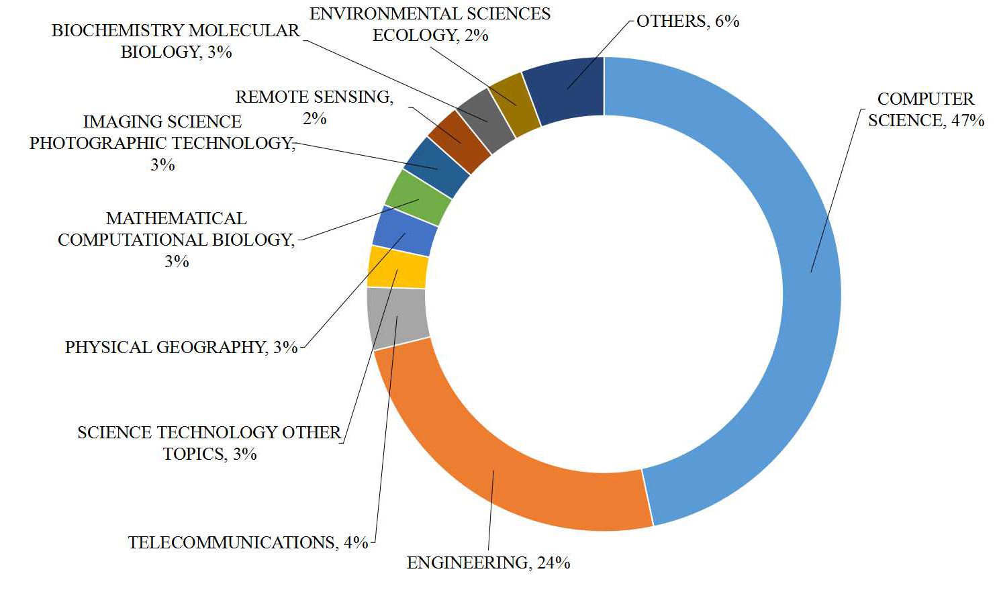 ENVIRONMENTAL SCIENCES
ECOLOGY, 2%
OTHERS, 6%
BIOCHEMISTRY MOLECULAR
BIOLOGY, 3%
REMOTE SENSING,
2%
COMPUTER
SCIENCE, 47%
IMAGING SCIENCE
PHOTOGRAPHIC TECHNOLOGY,
3%
MATHEMATICAL
COMPUTATIONAL BIOLOGY,
3%
PHYSICAL GEOGRAPHY, 3%
SCIENCE TECHNOLOGY OTHER
TOPICS, 3%
TELECOMMUNICATIONS, 4%
ENGINEERING, 24%